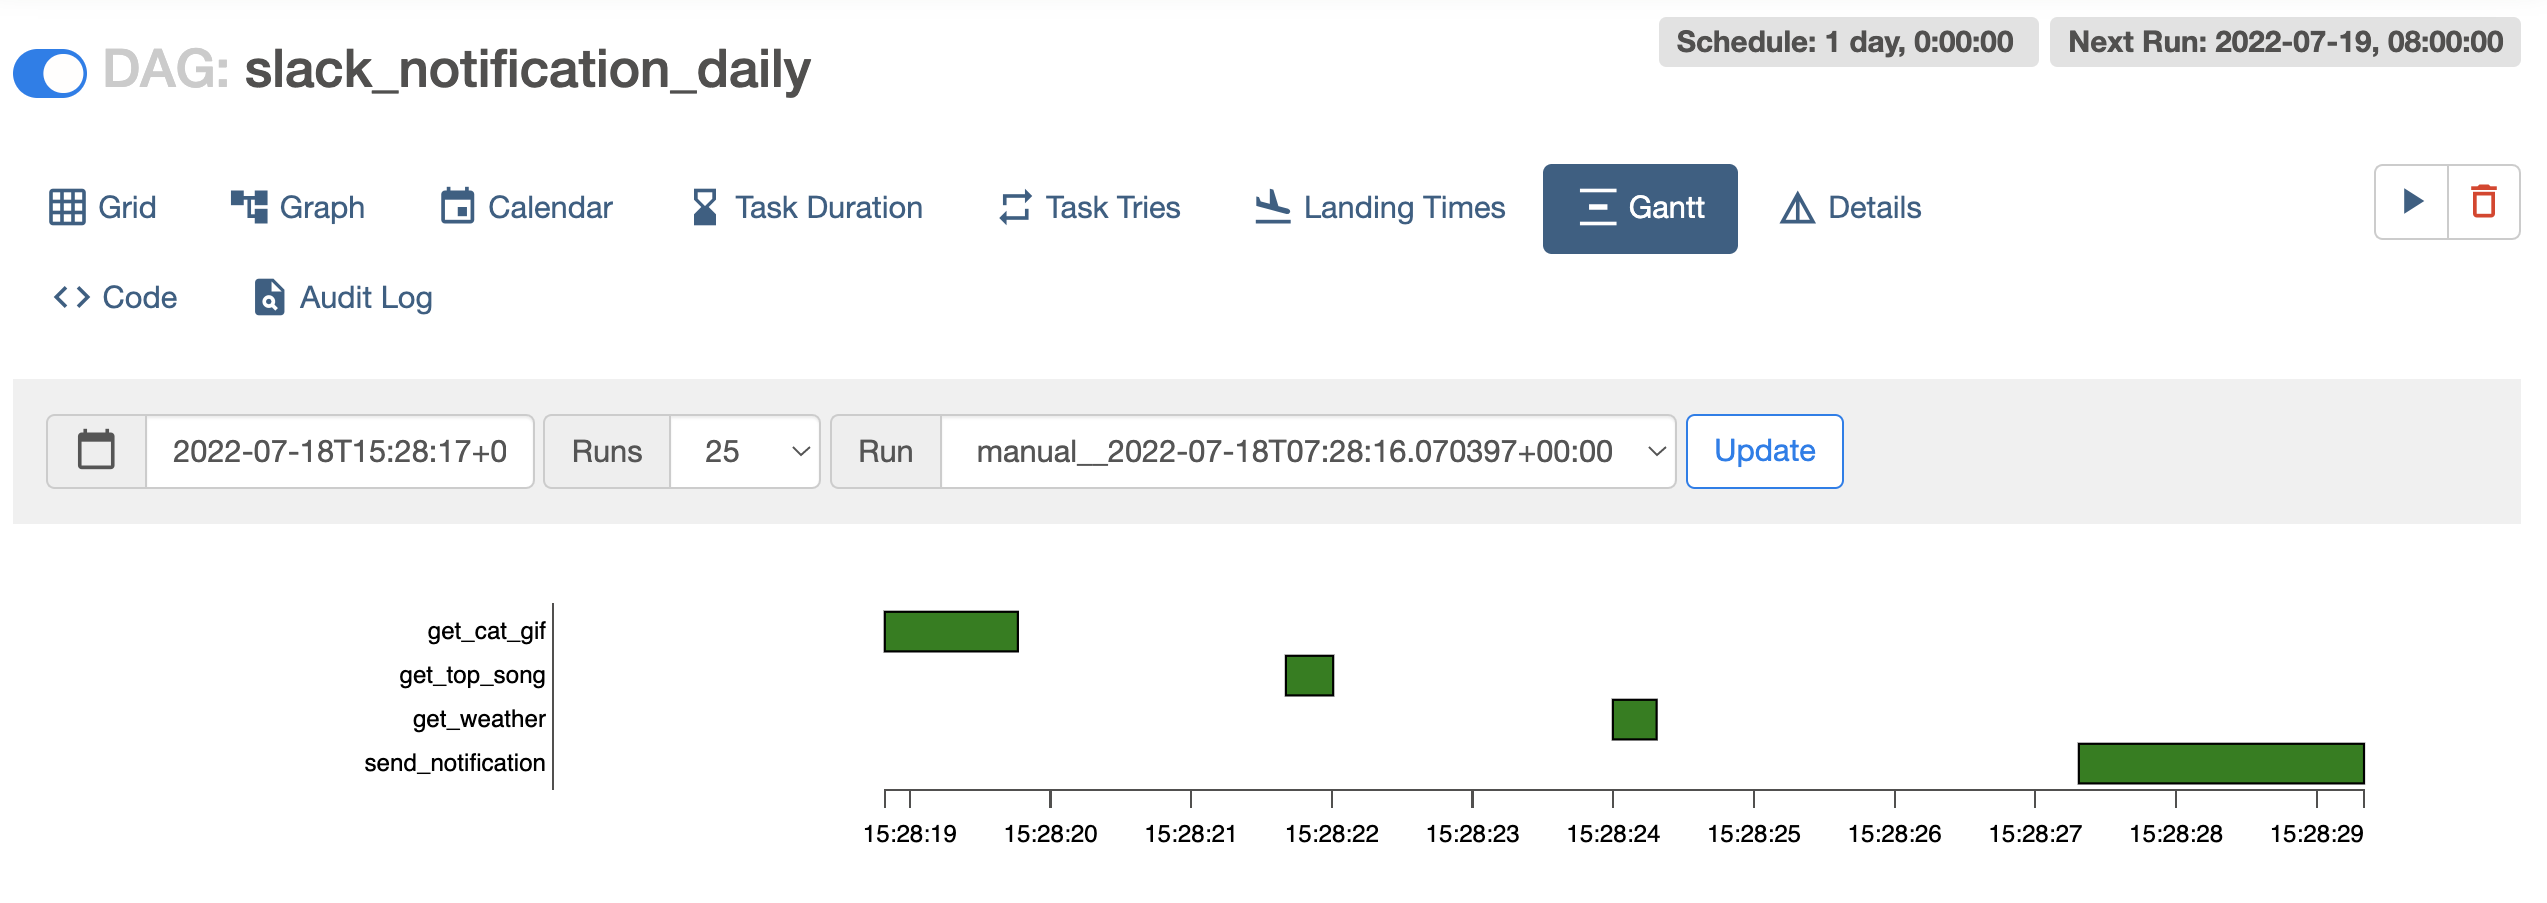 Schedule: 1 day, 0:00:00 Next Run: 2022-07-19, 08:00:00
DAG: slack_notification_daily
Grid Graph Calendar Task Duration Task Tries Landing Times Gantt Details
Code Audit Log
2022-07-18T15:28:17+0 Runs 25 Run manual__2022-07-18T07:28:16.070397+00:00 Update
get_cat_gif
get_top_song
get_weather
send_notification
15:28:19 15:28:20 15:28:21 15:28:22 15:28:23 15:28:24 15:28:25 15:28:26 15:28:27 15:28:28 15:28:29